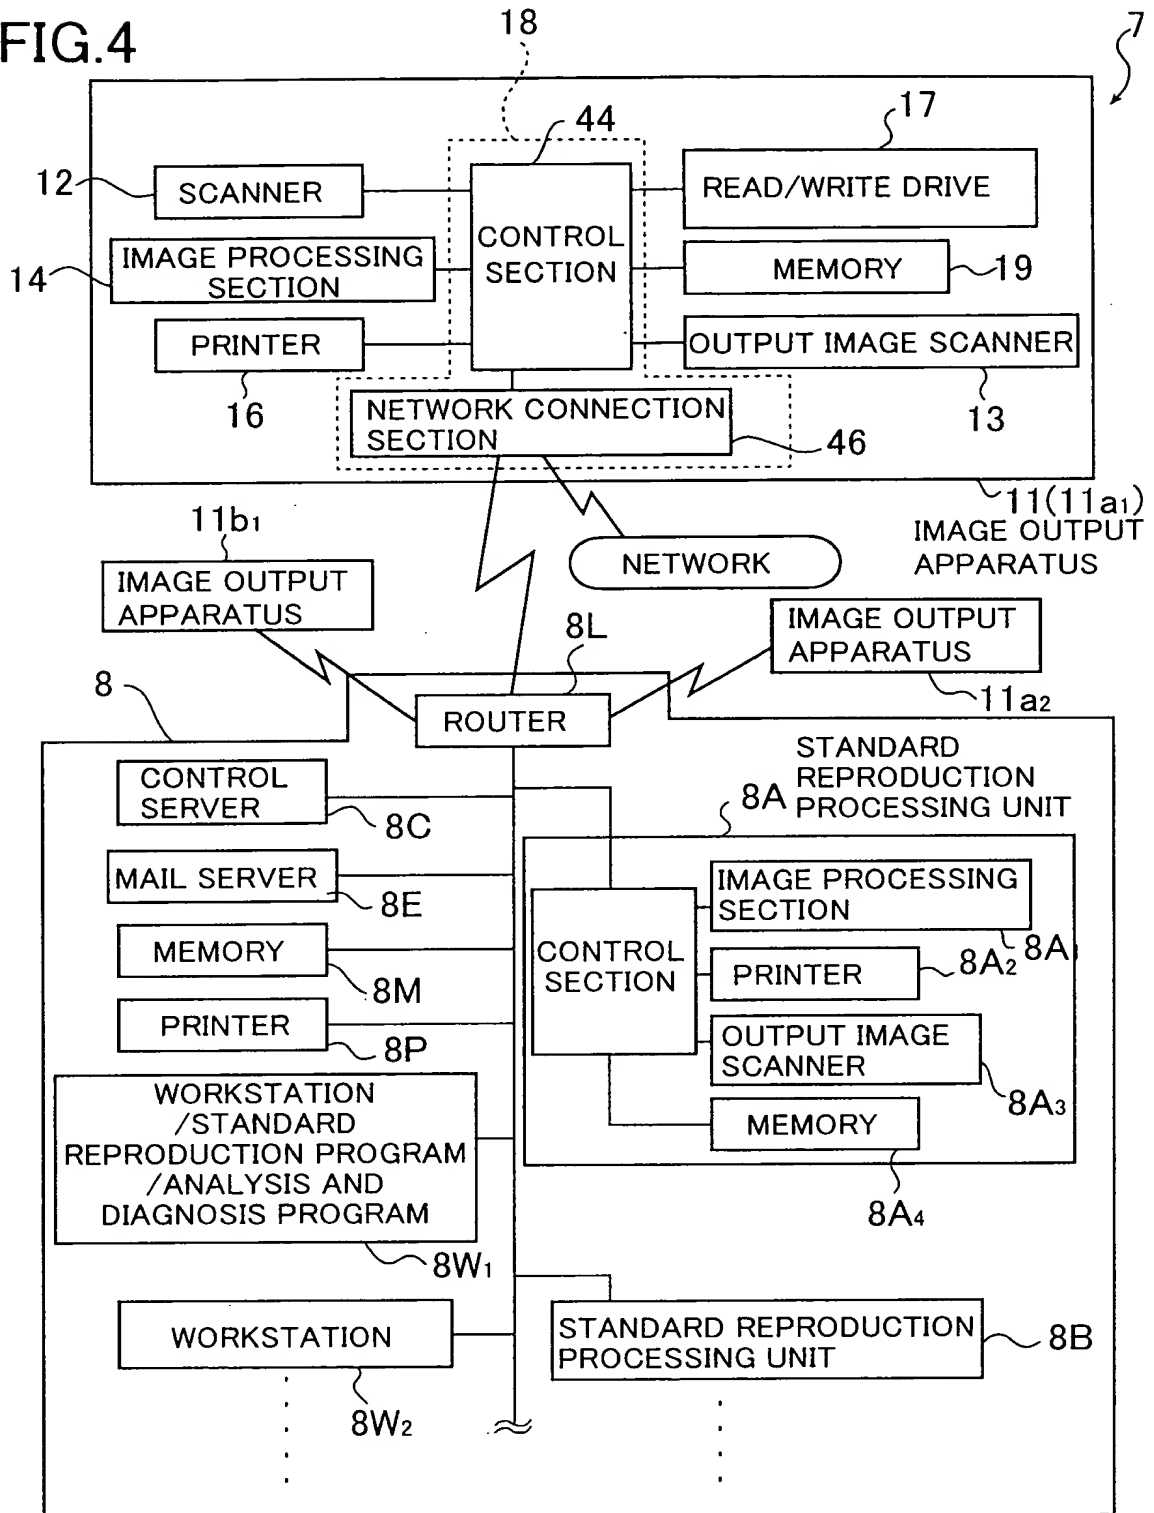 FIG.4
18
7
44
17
12
SCANNER
READ/WRITE DRIVE
CONTROL
SECTION
14
IMAGE PROCESSING
SECTION
MEMORY
19
PRINTER
OUTPUT IMAGE SCANNER
16
NETWORK CONNECTION
SECTION
46
13
11(11a1)
IMAGE OUTPUT
APPARATUS
11b1
NETWORK
IMAGE OUTPUT
APPARATUS
IMAGE OUTPUT
APPARATUS
8L
8
11a2
ROUTER
CONTROL
SERVER
8C
8A
STANDARD
REPRODUCTION
PROCESSING UNIT
MAIL SERVER
8E
IMAGE PROCESSING
SECTION
8A1
CONTROL
SECTION
MEMORY
8M
PRINTER
8A2
PRINTER
8P
OUTPUT IMAGE
SCANNER
8A3
WORKSTATION
/STANDARD
REPRODUCTION PROGRAM
/ANALYSIS AND
DIAGNOSIS PROGRAM
8W1
MEMORY
8A4
WORKSTATION
8W2
STANDARD REPRODUCTION
PROCESSING UNIT
8B